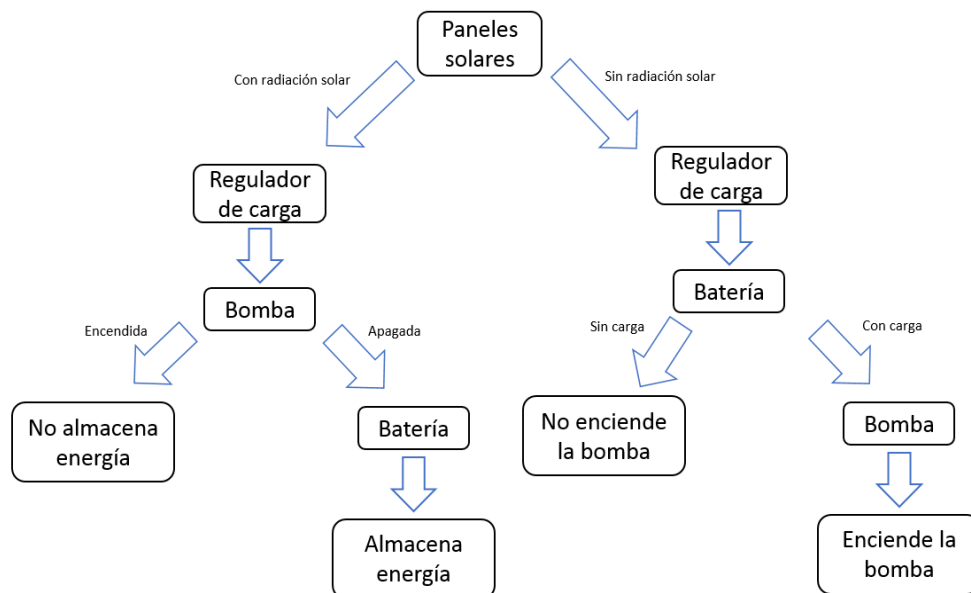 Paneles
solares
Con radiación solar
Sin radiación solar
Regulador
de carga
Regulador
de carga
Bomba
Batería
Encendida
Apagada
Sin carga
Con carga
No almacena
energía
Batería
No enciende
la bomba
Bomba
Almacena
energía
Enciende la
bomba